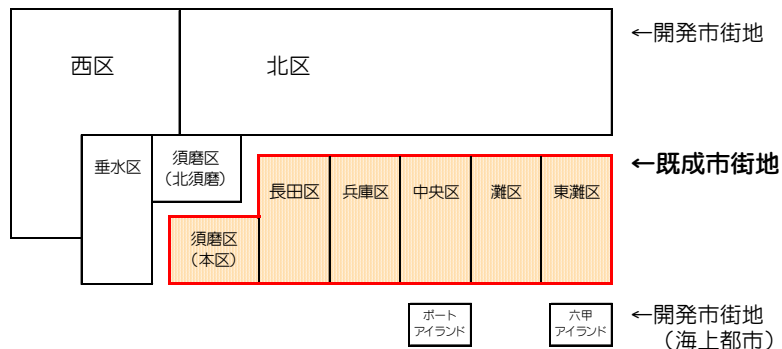 ←開発市街地
西区
北区
←既成市街地
垂水区
須磨区
(北須磨)
長田区
兵庫区
中央区
灘区
東灘区
須磨区
(本区)
ポート
アイランド
六甲
アイランド
←開発市街地
(海上都市)